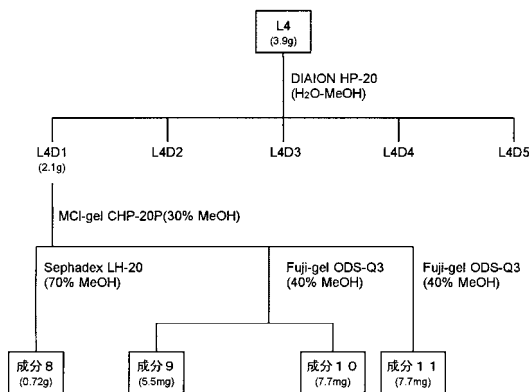 L4
(3.9g)
DIAION HP-20
(H₂O-MeOH)
L4D1
(2.1g)
L4D2
L4D3
L4D4
L4D5
MCI-gel CHP-20P(30% MeOH)
Sephadex LH-20
(70% MeOH)
Fuji-gel ODS-Q3
(40% MeOH)
Fuji-gel ODS-Q3
(40% MeOH)
成分8
(0.72g)
成分9
(5.5mg)
成分10
(7.7mg)
成分11
(7.7mg)